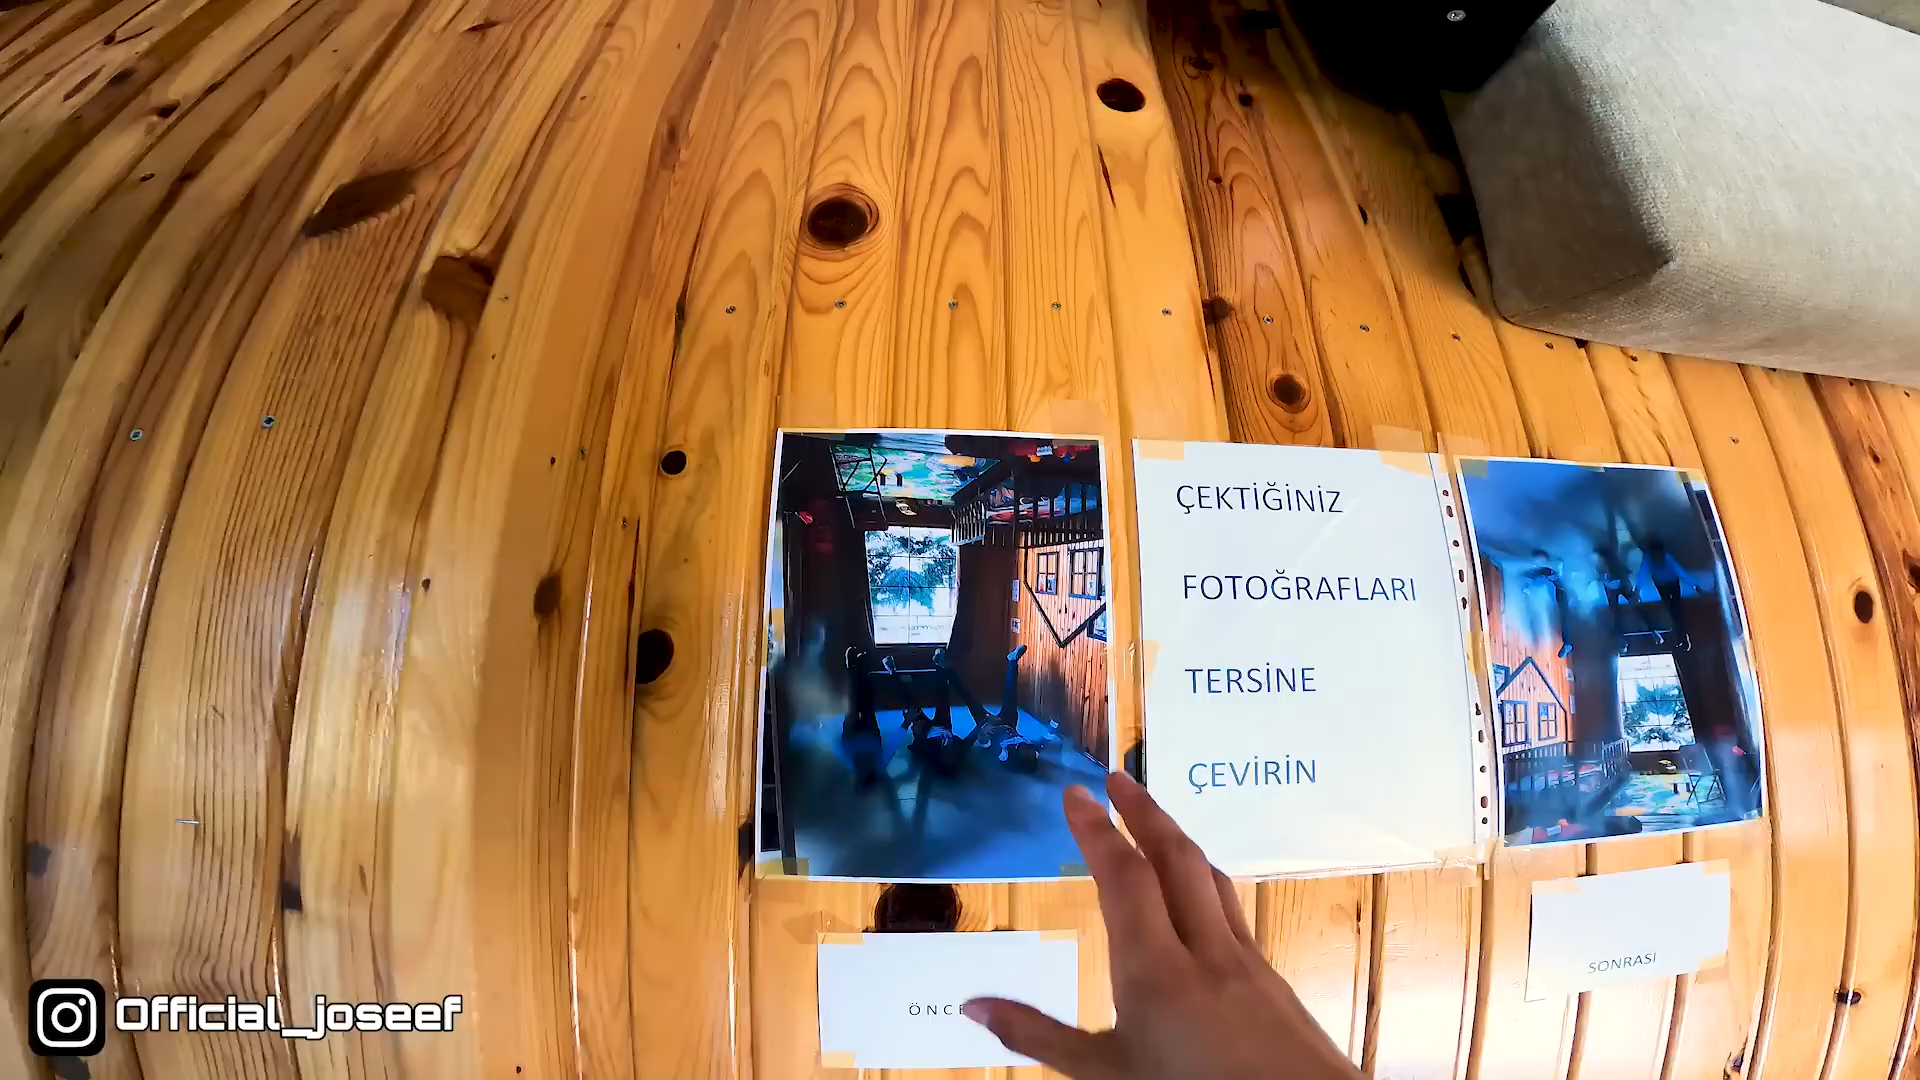 ÇEKTİĞİNİZ
FOTOĞRAFLARI
TERSİNE
ÇEVİRİN
SONRASI
Official_joseef